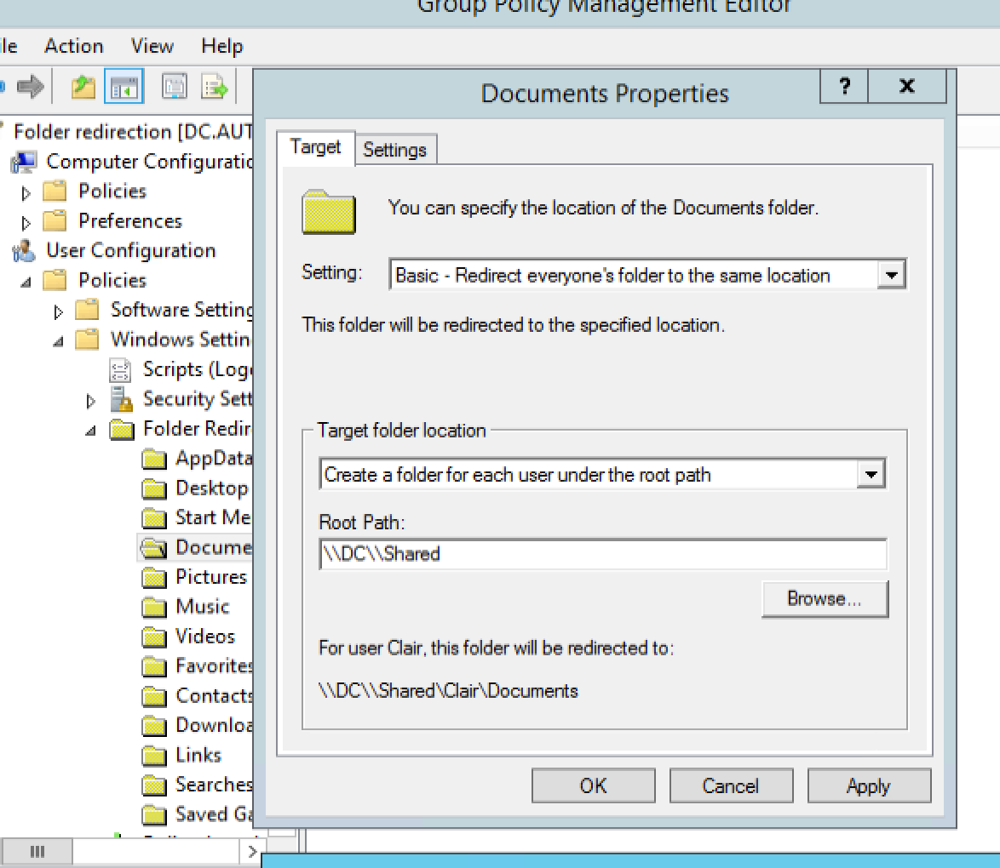 Group Policy Management Editor
Action View Help
Documents Properties
? x
Folder redirection [DC.AUT
Computer Configuratic
Policies
Preferences
User Configuration
Policies
Software Setting
Windows Settin
Scripts (Log
Security Sett
Folder Redir
AppData
Desktop
Start Me
Docume
Pictures
Music
Videos
Favorites
Contacts
Downloa
Links
Searches
Saved Ga
Target Settings
You can specify the location of the Documents folder.
Setting: Basic - Redirect everyone's folder to the same location
This folder will be redirected to the specified location.
Target folder location
Create a folder for each user under the root path
Root Path:
\\DC\\Shared
Browse...
For user Clair, this folder will be redirected to:
\\DC\\Shared\Clair\Documents
OK Cancel Apply